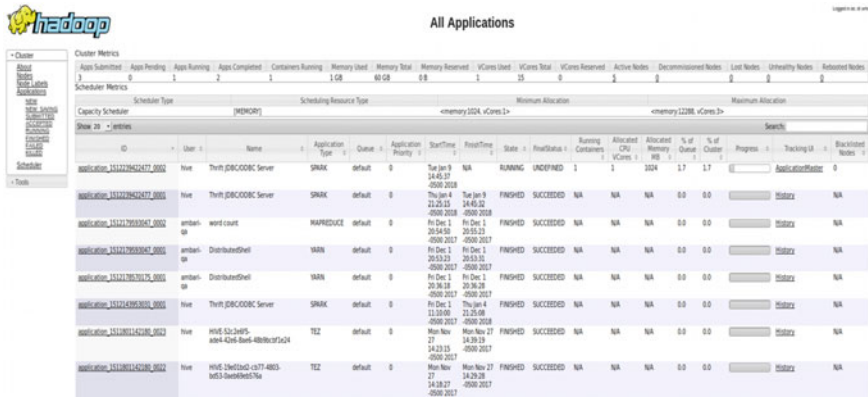 hadoop
All Applications
Cluster
About
Nodes
Node Labels
Applications
NEW
NEW_SAVING
SUBMITTED
ACCEPTED
RUNNING
FINISHED
FAILED
KILLED
Scheduler
Tools
Cluster Metrics
Apps Submitted Apps Pending Apps Running Apps Completed Containers Running Memory Used Memory Total Memory Reserved VCores Used VCores Total VCores Reserved Active Nodes Decommissioned Nodes Lost Nodes Unhealthy Nodes Rebooted Nodes
3 0 1 2 1 1 GB 60 GB 0 B 1 15 0 5 0 0 0 0
Scheduler Metrics
Scheduler Type Scheduling Resource Type Minimum Allocation Maximum Allocation
Capacity Scheduler [MEMORY] <memory:1024, vCores:1> <memory:12288, vCores:3>
Show 20 entries Search:
ID User Name Application Type Queue Application Priority StartTime FinishTime State FinalStatus Running Containers Allocated CPU VCores Allocated Memory MB % of Queue % of Cluster Progress Tracking UI Blacklisted Nodes
application_1512239422477_0002 hive Thrift JDBC/ODBC Server SPARK default 0 Tue Jan 9 14:45:37 -0500 2018 N/A RUNNING UNDEFINED 1 1 1024 1.7 1.7 ApplicationMaster 0
application_1512239422477_0001 hive Thrift JDBC/ODBC Server SPARK default 0 Thu Jan 4 21:25:15 -0500 2018 Tue Jan 9 14:45:32 -0500 2018 FINISHED SUCCEEDED N/A N/A N/A 0.0 0.0 History N/A
application_1512179593047_0002 ambari-qa word count MAPREDUCE default 0 Fri Dec 1 20:54:50 -0500 2017 Fri Dec 1 20:55:23 -0500 2017 FINISHED SUCCEEDED N/A N/A N/A 0.0 0.0 History N/A
application_1512179593047_0001 ambari-qa DistributedShell YARN default 0 Fri Dec 1 20:53:23 -0500 2017 Fri Dec 1 20:53:31 -0500 2017 FINISHED SUCCEEDED N/A N/A N/A 0.0 0.0 History N/A
application_1512178570175_0001 ambari-qa DistributedShell YARN default 0 Fri Dec 1 20:36:18 -0500 2017 Fri Dec 1 20:36:28 -0500 2017 FINISHED SUCCEEDED N/A N/A N/A 0.0 0.0 History N/A
application_1512143953031_0001 hive Thrift JDBC/ODBC Server SPARK default 0 Fri Dec 1 11:10:00 -0500 2017 Thu Jan 4 21:25:08 -0500 2018 FINISHED SUCCEEDED N/A N/A N/A 0.0 0.0 History N/A
application_1511801142180_0023 hive TEZ default 0 Mon Nov 27 14:23:15 -0500 2017 Mon Nov 27 14:39:19 -0500 2017 FINISHED SUCCEEDED N/A N/A N/A 0.0 0.0 History N/A
application_1511801142180_0022 hive TEZ default 0 Mon Nov 27 14:18:27 -0500 2017 Mon Nov 27 14:29:28 -0500 2017 FINISHED SUCCEEDED N/A N/A N/A 0.0 0.0 History N/A